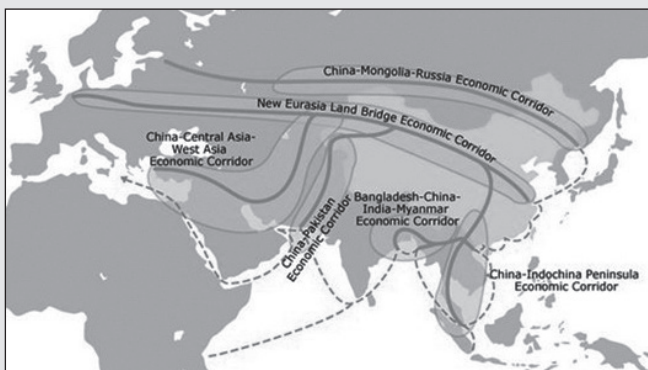 China-Mongolia-Russia Economic Corridor
New Eurasia Land Bridge Economic Corridor
China-Central Asia-
West Asia
Economic Corridor
China-Pakistan
Economic Corridor
Bangladesh-China-
India-Myanmar
Economic Corridor
China-Indochina Peninsula
Economic Corridor